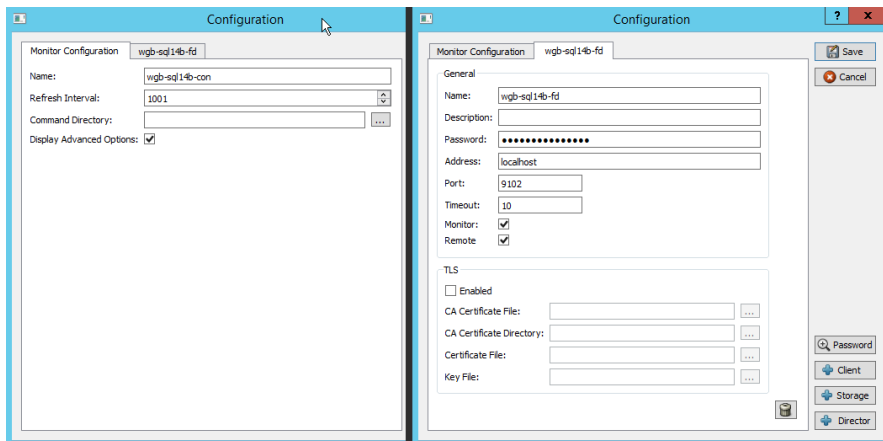 Configuration
Monitor Configuration
wgb-sql14b-fd
Name:
wgb-sql14b-con
Refresh Interval:
1001
Command Directory:
...
Display Advanced Options:
Configuration
?
x
Monitor Configuration
wgb-sql14b-fd
General
Name:
wgb-sql14b-fd
Description:
Password:
•••••••••••••••
Address:
localhost
Port:
9102
Timeout:
10
Monitor:
Remote
TLS
Enabled
CA Certificate File:
...
CA Certificate Directory:
...
Certificate File:
...
Key File:
...
Save
Cancel
Password
Client
Storage
Director